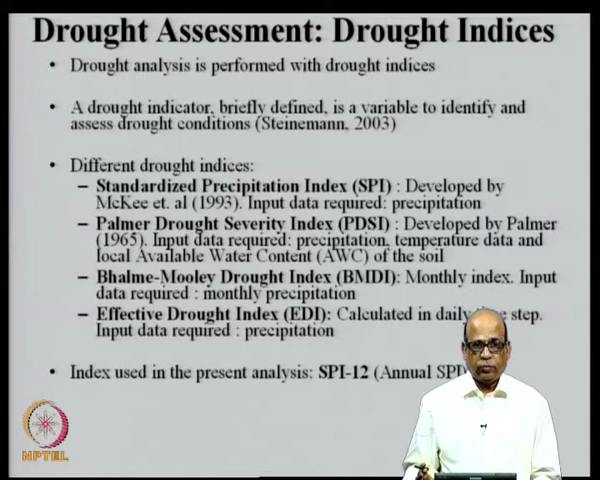 Drought Assessment: Drought Indices
• Drought analysis is performed with drought indices
• A drought indicator, briefly defined, is a variable to identify and
assess drought conditions (Steinemann, 2003)
• Different drought indices:
– Standardized Precipitation Index (SPI) : Developed by
McKee et. al (1993). Input data required: precipitation
– Palmer Drought Severity Index (PDSI) : Developed by Palmer
(1965). Input data required: precipitation, temperature data and
local Available Water Content (AWC) of the soil
– Bhalme-Mooley Drought Index (BMDI): Monthly index. Input
data required : monthly precipitation
– Effective Drought Index (EDI): Calculated in daily step.
Input data required : precipitation
• Index used in the present analysis: SPI-12 (Annual
NPTEL